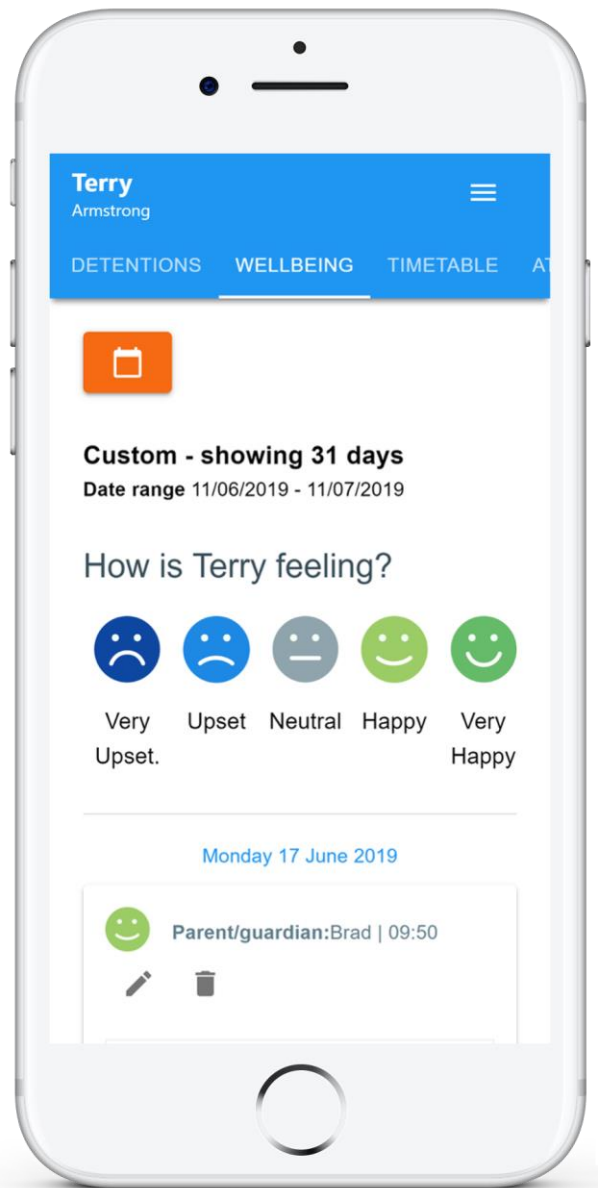 Terry
Armstrong
DETENTIONS WELLBEING TIMETABLE AT
Custom - showing 31 days
Date range 11/06/2019 - 11/07/2019
How is Terry feeling?
Very Upset Neutral Happy Very
Upset. Happy
Monday 17 June 2019
Parent/guardian:Brad | 09:50